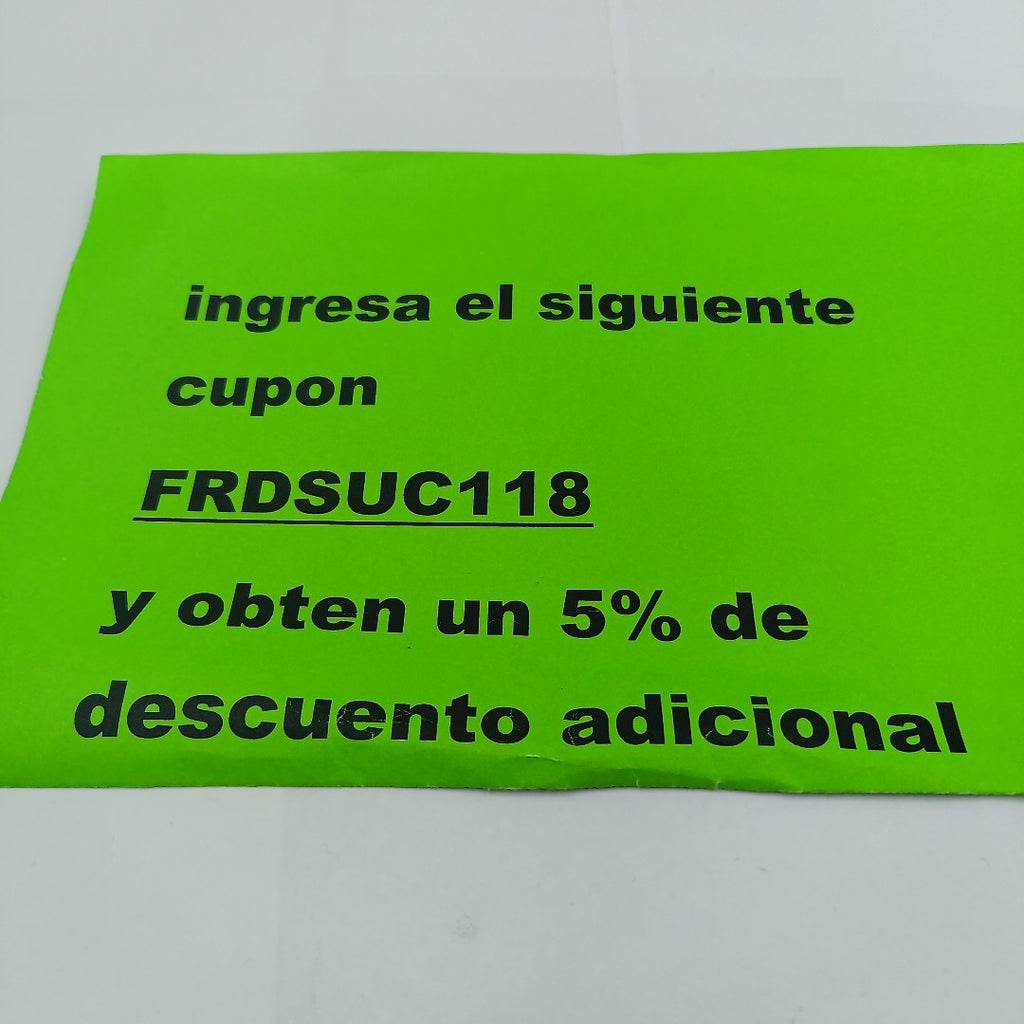 ingresa el siguiente
cupon
FRDSUC118
y obten un 5% de
descuento adicional